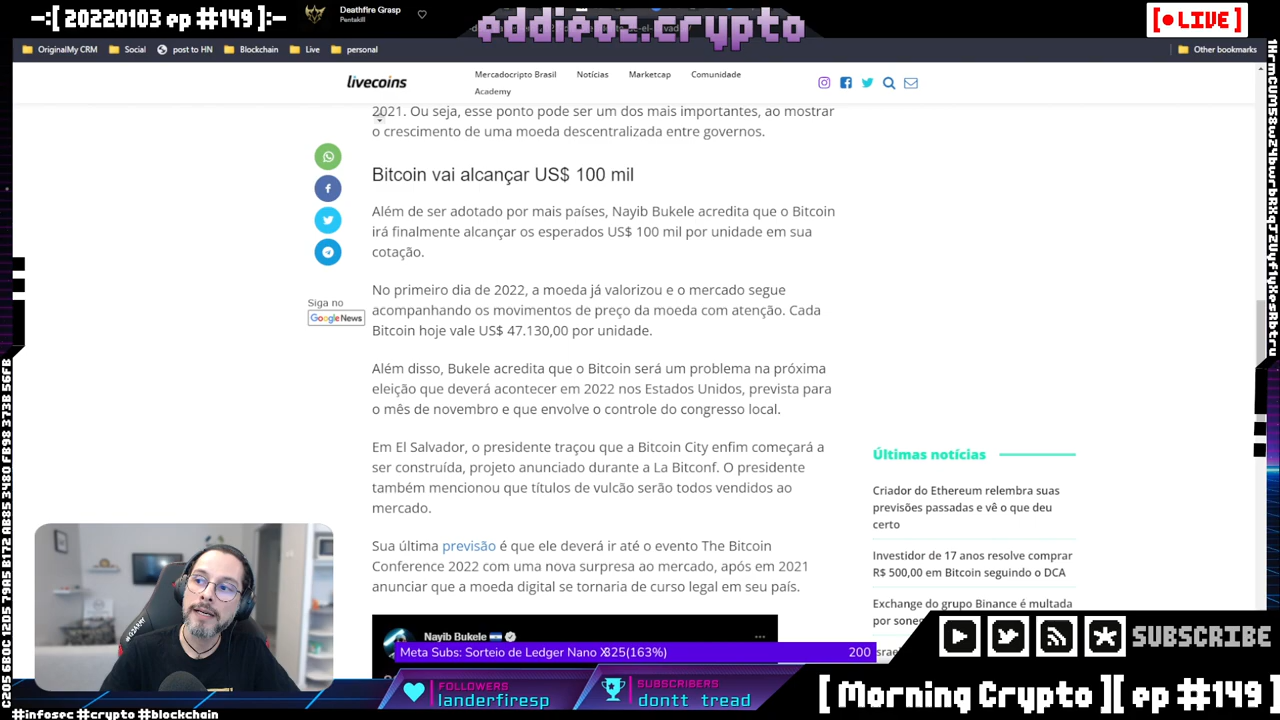 -:[ 20220103 ep #149 ]:-
Deathfire Grasp
Pentakill
eddieoz.crypto
[ ● LIVE ]
OriginalMy CRM
Social
post to HN
Blockchain
Live
personal
Other bookmarks
livecoins
Mercadocripto Brasil
Notícias
Marketcap
Comunidade
Academy
2021. Ou seja, esse ponto pode ser um dos mais importantes, ao mostrar
o crescimento de uma moeda descentralizada entre governos.
Bitcoin vai alcançar US$ 100 mil
Além de ser adotado por mais países, Nayib Bukele acredita que o Bitcoin
irá finalmente alcançar os esperados US$ 100 mil por unidade em sua
cotação.
Siga no
Google News
No primeiro dia de 2022, a moeda já valorizou e o mercado segue
acompanhando os movimentos de preço da moeda com atenção. Cada
Bitcoin hoje vale US$ 47.130,00 por unidade.
Além disso, Bukele acredita que o Bitcoin será um problema na próxima
eleição que deverá acontecer em 2022 nos Estados Unidos, prevista para
o mês de novembro e que envolve o controle do congresso local.
Em El Salvador, o presidente traçou que a Bitcoin City enfim começará a
ser construída, projeto anunciado durante a La Bitconf. O presidente
também mencionou que títulos de vulcão serão todos vendidos ao
mercado.
Sua última previsão é que ele deverá ir até o evento The Bitcoin
Conference 2022 com uma nova surpresa ao mercado, após em 2021
anunciar que a moeda digital se tornaria de curso legal em seu país.
Nayib Bukele
Últimas notícias
Criador do Ethereum relembra suas
previsões passadas e vê o que deu
certo
Investidor de 17 anos resolve comprar
R$ 500,00 em Bitcoin seguindo o DCA
Exchange do grupo Binance é multada
por
Meta Subs: Sorteio de Ledger Nano X
325(163%)
200
FOLLOWERS
landerfiresp
SUBSCRIBERS
dontt tread
SUBSCRIBE
[ Morning Crypto ][ ep #149 ]
#infosec #crypto #blockchain